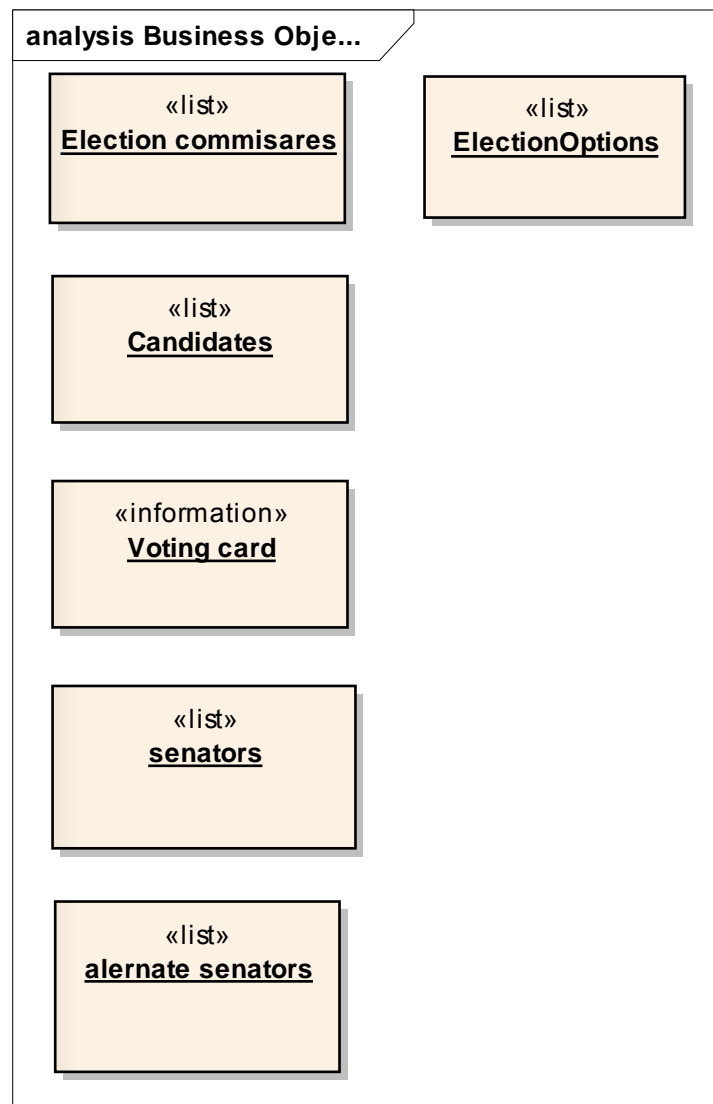 analysis Business Obje...
«list»
Election commisares
«list»
ElectionOptions
«list»
Candidates
«information»
Voting card
«list»
senators
«list»
alernate senators